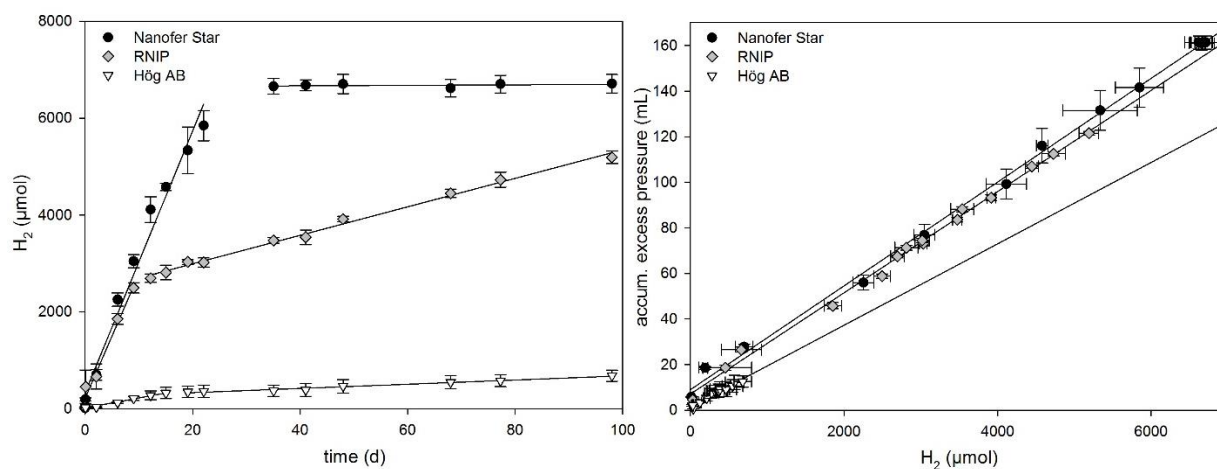 8000
6000
4000
2000
0
H2 (µmol)
Nanofer Star
RNIP
Hög AB
0
20
40
60
80
100
time (d)
160
140
120
100
80
60
40
20
0
accum. excess pressure (mL)
Nanofer Star
RNIP
Hög AB
0
2000
4000
6000
H2 (µmol)